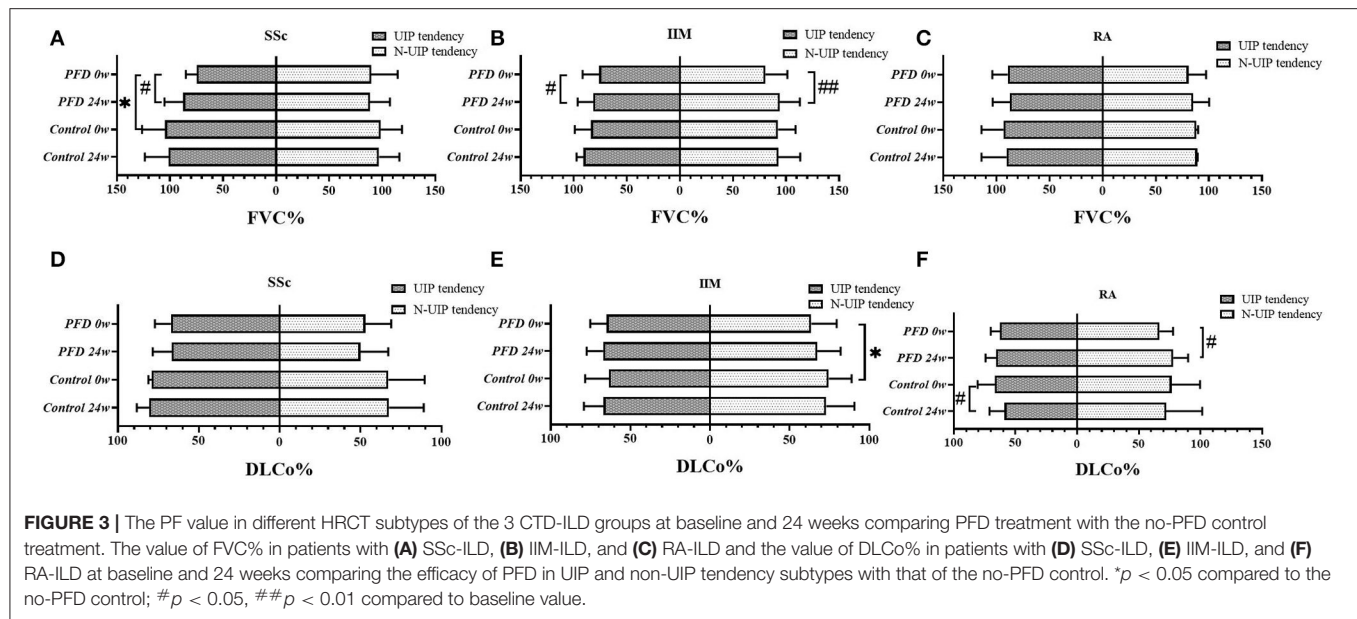 A
SSc
UIP tendency
N-UIP tendency
PFD 0w
PFD 24w
Control 0w
Control 24w
* #
150 100 50 0 50 100 150
FVC%
B
IIM
UIP tendency
N-UIP tendency
PFD 0w
PFD 24w
Control 0w
Control 24w
# ##
150 100 50 0 50 100 150
FVC%
C
RA
UIP tendency
N-UIP tendency
PFD 0w
PFD 24w
Control 0w
Control 24w
150 100 50 0 50 100 150
FVC%
D
SSc
UIP tendency
N-UIP tendency
PFD 0w
PFD 24w
Control 0w
Control 24w
100 50 0 50 100
DLCo%
E
IIM
UIP tendency
N-UIP tendency
PFD 0w
PFD 24w
Control 0w
Control 24w
*
100 50 0 50 100
DLCo%
F
RA
UIP tendency
N-UIP tendency
PFD 0w
PFD 24w
Control 0w
Control 24w
# #
100 50 0 50 100 150
DLCo%
FIGURE 3 | The PF value in different HRCT subtypes of the 3 CTD-ILD groups at baseline and 24 weeks comparing PFD treatment with the no-PFD control
treatment. The value of FVC% in patients with (A) SSc-ILD, (B) IIM-ILD, and (C) RA-ILD and the value of DLCo% in patients with (D) SSc-ILD, (E) IIM-ILD, and (F)
RA-ILD at baseline and 24 weeks comparing the efficacy of PFD in UIP and non-UIP tendency subtypes with that of the no-PFD control. *p < 0.05 compared to the
no-PFD control; #p < 0.05, ##p < 0.01 compared to baseline value.